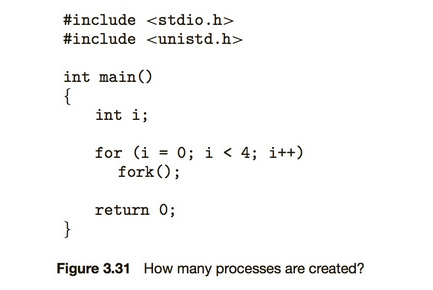 #include <stdio.h>
#include <unistd.h>
int main()
{
int i;
for (i = 0; i < 4; i++)
fork();
return 0;
}
Figure 3.31 How many processes are created?